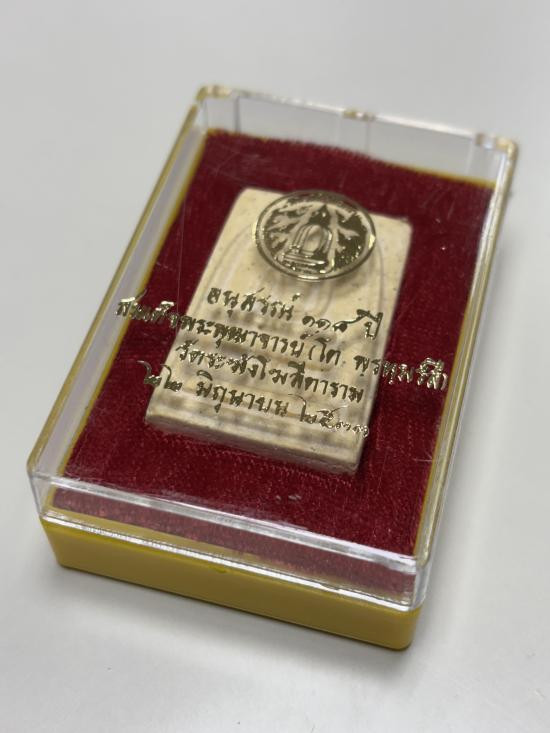 อนุสรณ์ ๑๑๘ ปี
สมเด็จพระพุฒาจารย์ (โต. พรหมรังสี)
วัดระฆังโฆสิตาราม
๒๒ มิถุนายน ๒๕๓๓